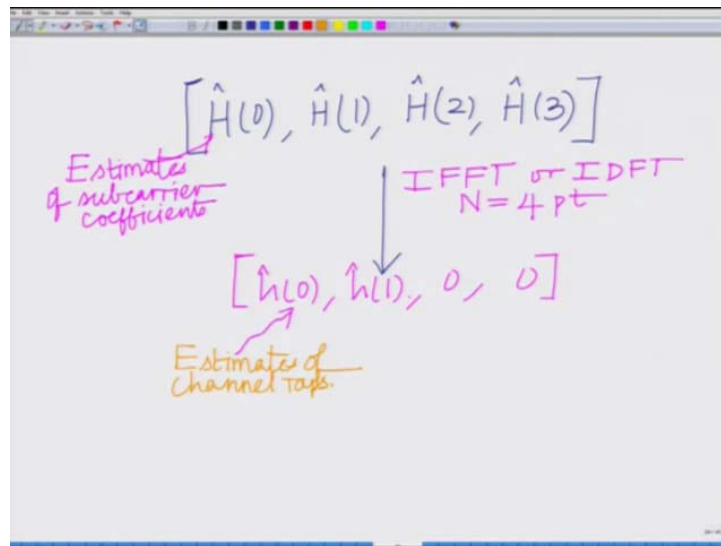 [Ĥ(0), Ĥ(1), Ĥ(2), Ĥ(3)]
Estimates
of subcarrier
coefficients
IFFT or IDFT
N = 4 pt
[ĥ(0), ĥ(1), 0, 0]
Estimates of
Channel Taps.